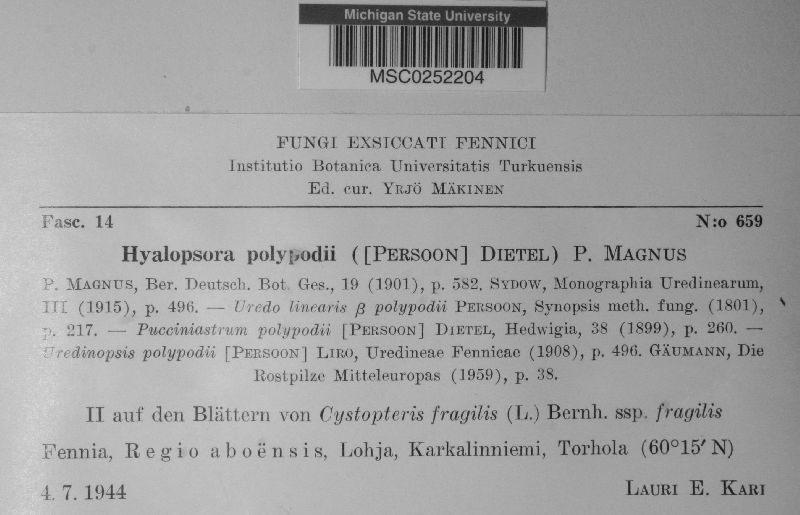 Michigan State University
MSC0252204
FUNGI EXSICCATI FENNICI
Institutio Botanica Universitatis Turkuensis
Ed. cur. YRJÖ MÄKINEN
Fasc. 14 N:o 659
Hyalopsora polypodii ([PERSOON] DIETEL) P. MAGNUS
P. MAGNUS, Ber. Deutsch. Bot. Ges., 19 (1901), p. 582. SYDOW, Monographia Uredinearum,
III (1915), p. 496. — Uredo linearis β polypodii PERSOON, Synopsis meth. fung. (1801),
p. 217. — Pucciniastrum polypodii [PERSOON] DIETEL, Hedwigia, 38 (1899), p. 260. —
Uredinopsis polypodii [PERSOON] LIRO, Uredineae Fennicae (1908), p. 496. GÄUMANN, Die
Rostpilze Mitteleuropas (1959), p. 38.
II auf den Blättern von Cystopteris fragilis (L.) Bernh. ssp. fragilis
Fennia, Regio aboënsis, Lohja, Karkalinniemi, Torhola (60°15′ N)
4. 7. 1944 LAURI E. KARI